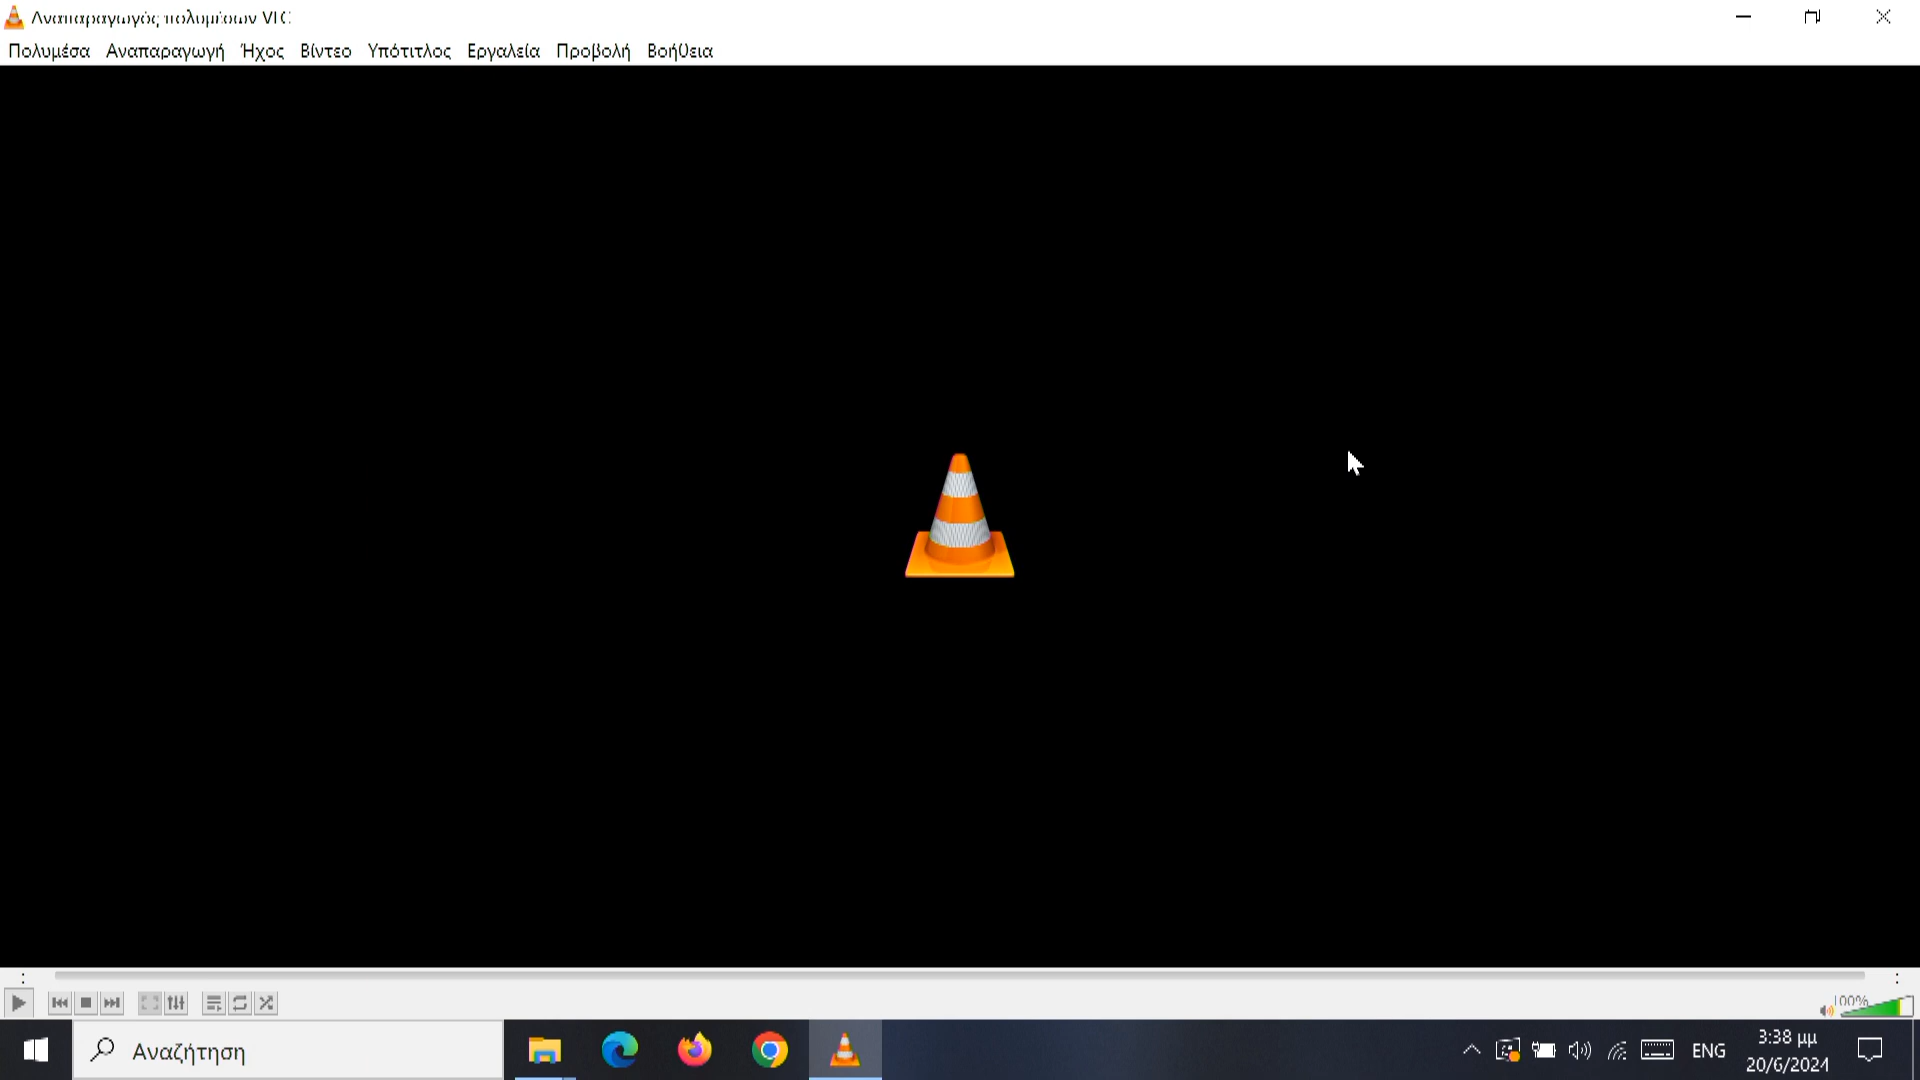 Αναπαραγωγός πολυμέσων VLC
Πολυμέσα Αναπαραγωγή Ήχος Βίντεο Υπότιτλος Εργαλεία Προβολή Βοήθεια
100%
Αναζήτηση
ENG
3:38 μμ
20/6/2024